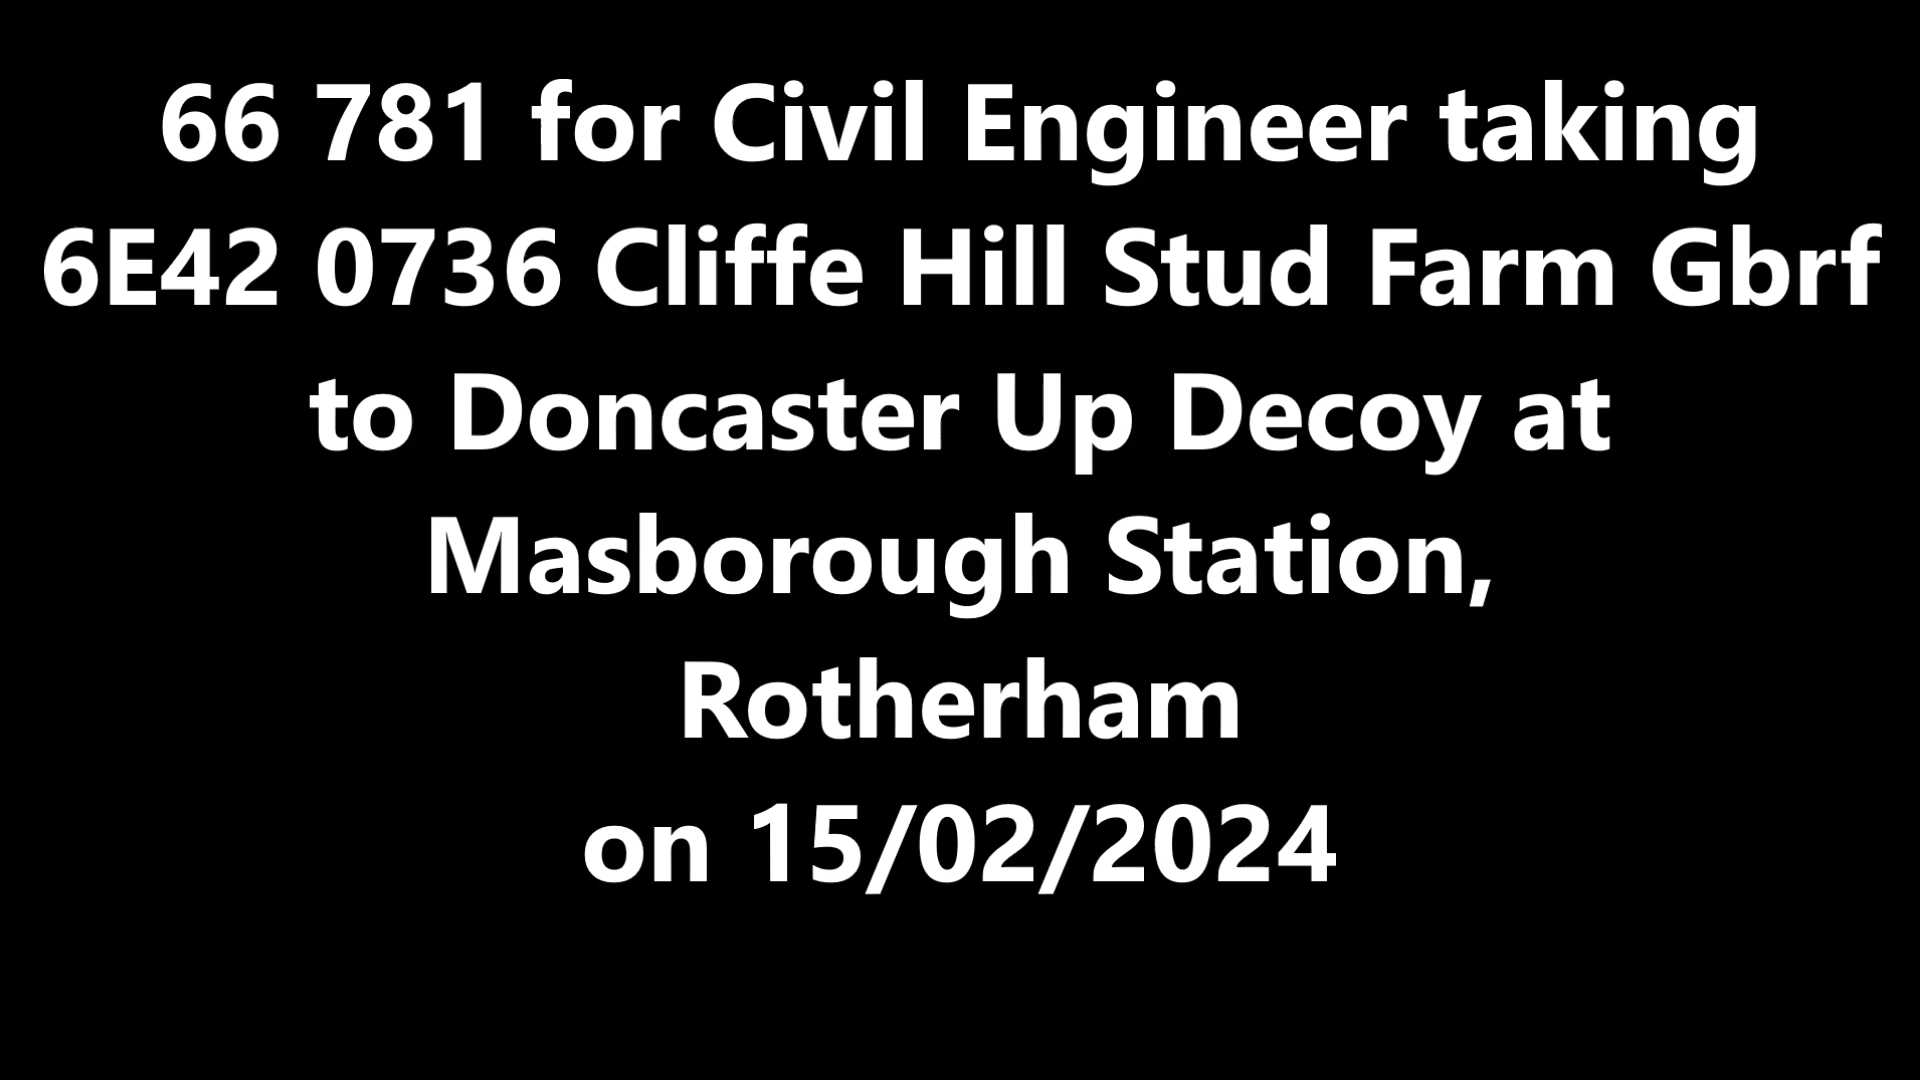 66 781 for Civil Engineer taking
6E42 0736 Cliffe Hill Stud Farm Gbrf
to Doncaster Up Decoy at
Masborough Station,
Rotherham
on 15/02/2024